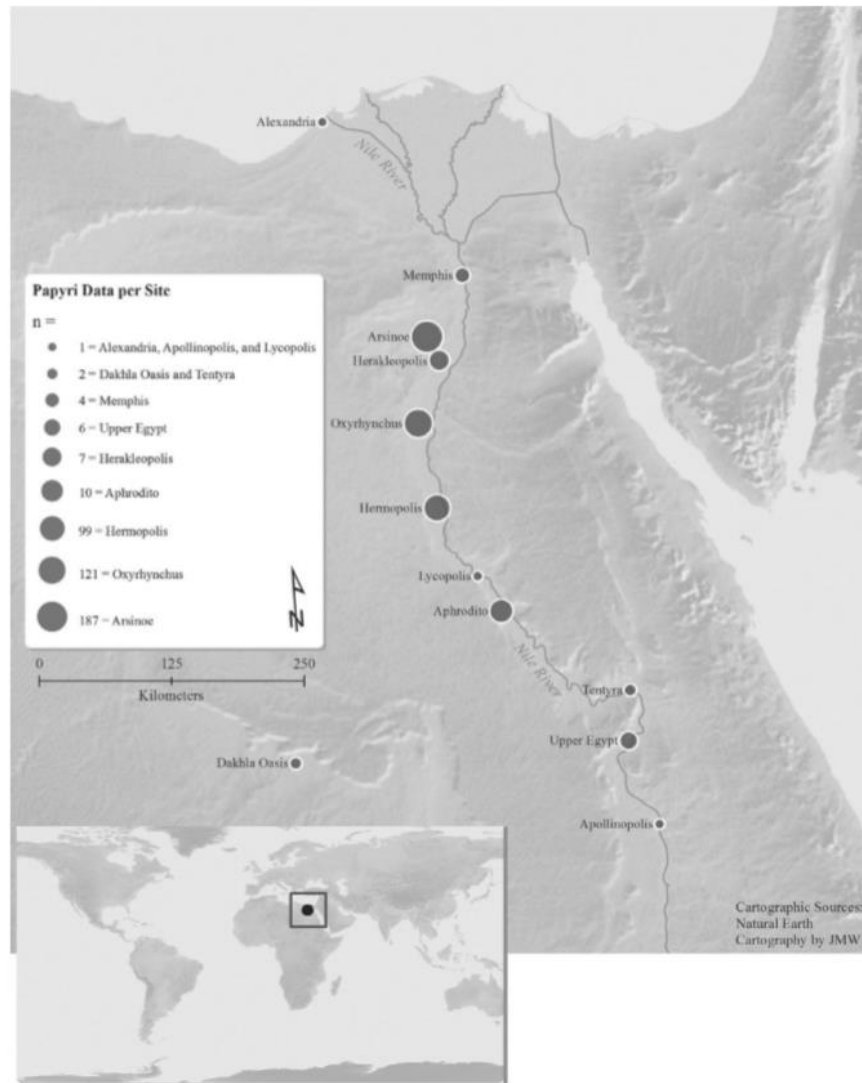 Alexandria
Nile River
Memphis
Papyri Data per Site
n =
1 = Alexandria, Apollinopolis, and Lycopolis
2 = Dakhla Oasis and Tentyra
4 = Memphis
6 = Upper Egypt
7 = Herakleopolis
10 = Aphrodito
99 = Hermopolis
121 = Oxyrhynchus
187 = Arsinoe
N
Arsinoe
Herakleopolis
Oxyrhynchus
Hermopolis
Lycopolis
Aphrodito
Nile River
0 125 250
Kilometers
Tentyra
Upper Egypt
Dakhla Oasis
Apollinopolis
Cartographic Sources:
Natural Earth
Cartography by JMW